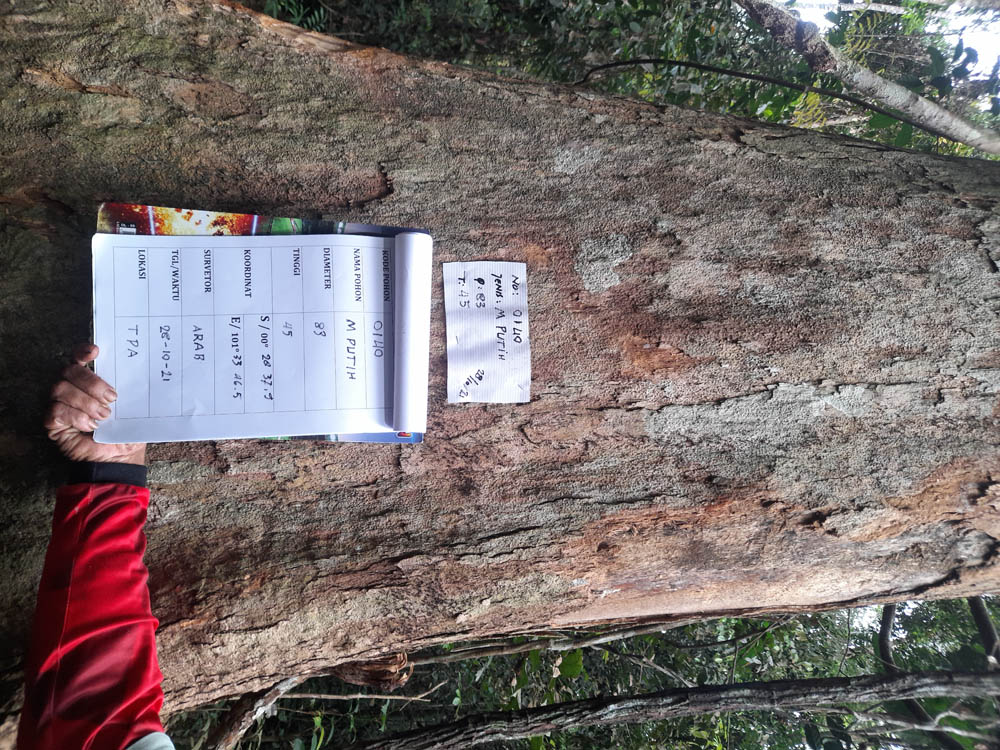 NO: 0140
JENIS: M PUTIH
φ: 83
T: 45
28/10/21
KODE POHON 0140
NAMA POHON M PUTIH
DIAMETER 83
TINGGI 45
KOORDINAT S / 00° 28 37.9
E/ 101° 33 46.5
SURVETOR ARAB
TGL/WAKTU 28-10-21
LOKASI TPA